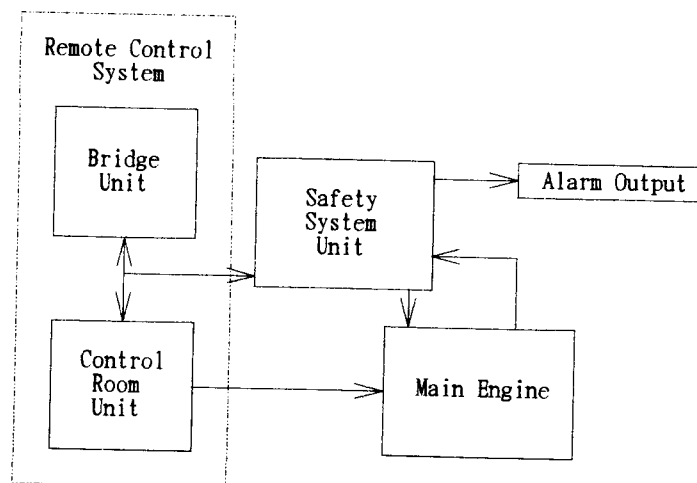 Remote Control
System
Bridge
Unit
Safety
System
Unit
Alarm Output
Control
Room
Unit
Main Engine